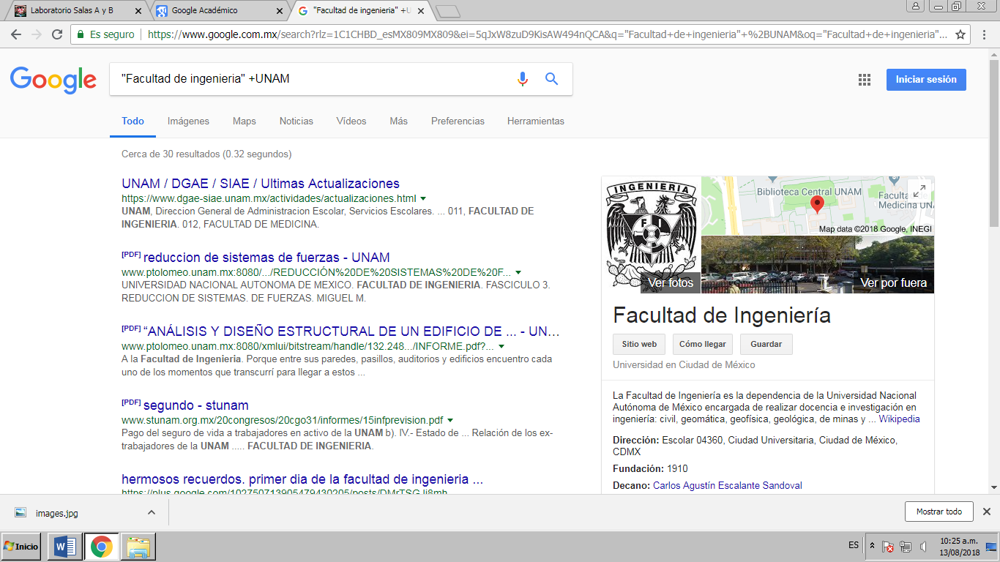 Laboratorio Salas A y B
Google Académico
"Facultad de ingenieria" +U
Es seguro
https://www.google.com.mx/search?rlz=1C1CHBD_esMX809MX809&ei=5qJxW8zuD9KisAW494nQCA&q="Facultad+de+ingenieria"+%2BUNAM&oq="Facultad+de+ingenieria"...
Google
"Facultad de ingenieria" +UNAM
Iniciar sesión
Todo Imágenes Maps Noticias Vídeos Más Preferencias Herramientas
Cerca de 30 resultados (0.32 segundos)
UNAM / DGAE / SIAE / Ultimas Actualizaciones
https://www.dgae-siae.unam.mx/actividades/actualizaciones.html
UNAM, Direccion General de Administracion Escolar, Servicios Escolares. ... 011, FACULTAD DE
INGENIERIA. 012, FACULTAD DE MEDICINA.
[PDF] reduccion de sistemas de fuerzas - UNAM
www.ptolomeo.unam.mx:8080/.../REDUCCIÓN%20DE%20SISTEMAS%20DE%20F...
UNIVERSIDAD NACIONAL AUTONOMA DE MEXICO. FACULTAD DE INGENIERIA. FASCICULO 3.
REDUCCION DE SISTEMAS. DE FUERZAS. MIGUEL M.
[PDF] “ANÁLISIS Y DISEÑO ESTRUCTURAL DE UN EDIFICIO DE ... - UN...
www.ptolomeo.unam.mx:8080/xmlui/bitstream/handle/132.248.../INFORME.pdf?...
A la Facultad de Ingenieria. Porque entre sus paredes, pasillos, auditorios y edificios encuentro cada
uno de los momentos que transcurrí para llegar a estos ...
[PDF] segundo - stunam
www.stunam.org.mx/20congresos/20cgo31/informes/15infprevision.pdf
Pago del seguro de vida a trabajadores en activo de la UNAM b). IV.- Estado de ... Relación de los ex-
trabajadores de la UNAM ..... FACULTAD DE INGENIERIA.
hermosos recuerdos. primer dia de la facultad de ingenieria ...
https://plus.google.com/102750713905479430205/posts/DMrTSGJi8mh
INGENIERIA
F I
Ver fotos
Biblioteca Central UNAM
Faculta
Medicina UNA
Map data ©2018 Google, INEGI
Ver por fuera
Facultad de Ingeniería
Sitio web Cómo llegar Guardar
Universidad en Ciudad de México
La Facultad de Ingeniería es la dependencia de la Universidad Nacional
Autónoma de México encargada de realizar docencia e investigación en
ingeniería: civil, geomática, geofísica, geológica, de minas y ... Wikipedia
Dirección: Escolar 04360, Ciudad Universitaria, Ciudad de México,
CDMX
Fundación: 1910
Decano: Carlos Agustín Escalante Sandoval
images.jpg
Mostrar todo
Inicio
ES
10:25 a.m.
13/08/2018